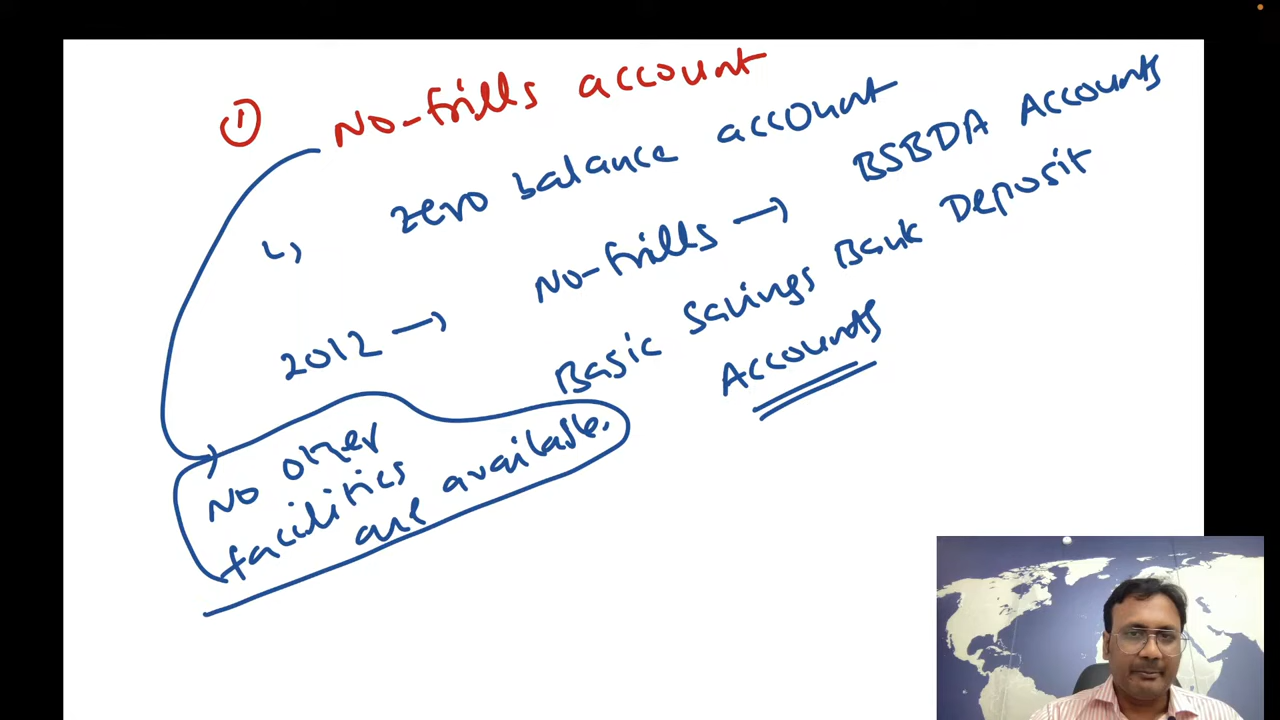 ① No-frills account
↳ zero balance account
2012 → No-frills → BSBDA Accounts
Basic Savings Bank Deposit
Accounts
No other
facilities
are available.